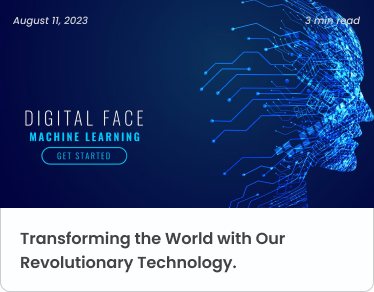 August 11, 2023
3 min read
DIGITAL FACE
MACHINE LEARNING
GET STARTED
Transforming the World with Our
Revolutionary Technology.